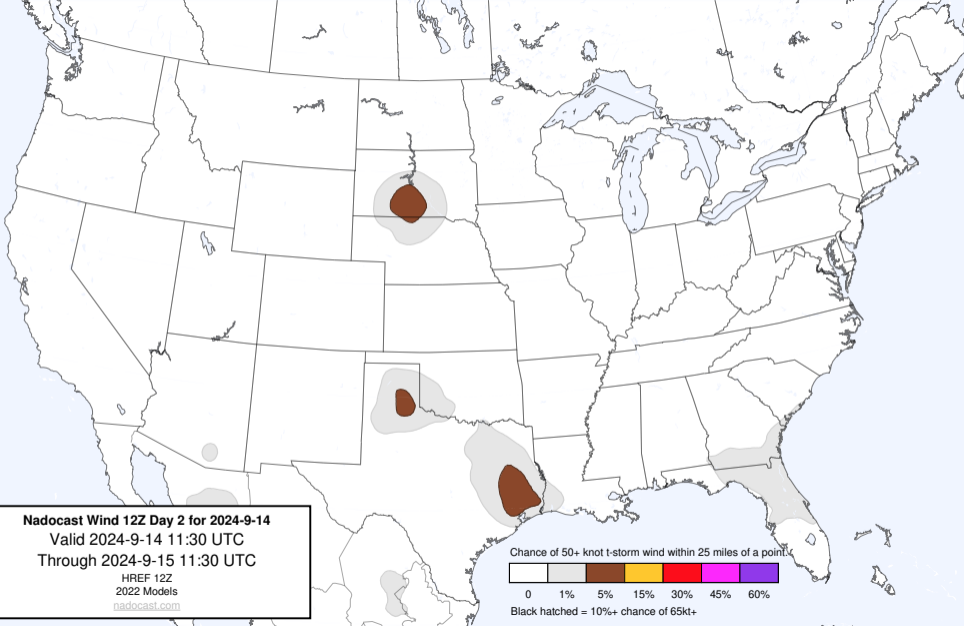 Nadocast Wind 12Z Day 2 for 2024-9-14
Valid 2024-9-14 11:30 UTC
Through 2024-9-15 11:30 UTC
HREF 12Z
2022 Models
nadocast.com
Chance of 50+ knot t-storm wind within 25 miles of a point.
0 1% 5% 15% 30% 45% 60%
Black hatched = 10%+ chance of 65kt+